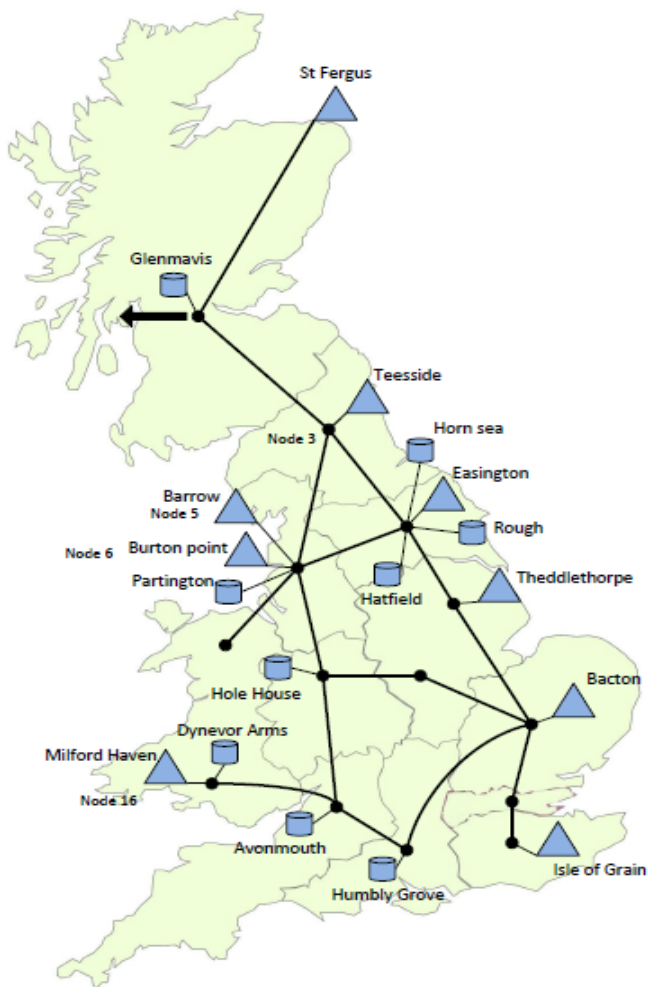 St Fergus
Glenmavis
Teesside
Node 3
Horn sea
Easington
Barrow
Node 5
Rough
Node 6
Burton point
Partington
Hatfield
Theddlethorpe
Hole House
Bacton
Dynevor Arms
Milford Haven
Node 16
Avonmouth
Isle of Grain
Humbly Grove